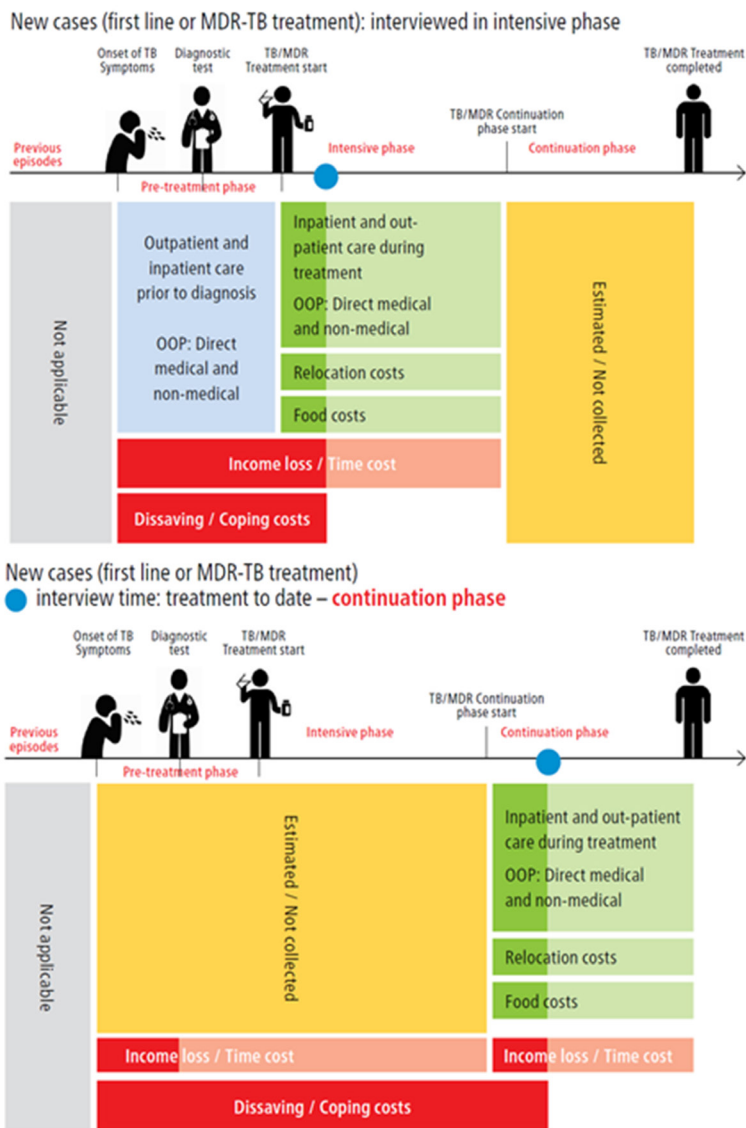 New cases (first line or MDR-TB treatment): interviewed in intensive phase
Onset of TB
Symptoms
Diagnostic
test
TB/MDR
Treatment start
TB/MDR Treatment
completed
TB/MDR Continuation
phase start
Previous
episodes
Intensive phase
Continuation phase
Pre-treatment phase
Not applicable
Outpatient and
inpatient care
prior to diagnosis
OOP: Direct
medical and
non-medical
Inpatient and out-
patient care during
treatment
OOP: Direct medical
and non-medical
Relocation costs
Food costs
Estimated / Not collected
Income loss / Time cost
Dissaving / Coping costs
New cases (first line or MDR-TB treatment)
interview time: treatment to date – continuation phase
Onset of TB
Symptoms
Diagnostic
test
TB/MDR
Treatment start
TB/MDR Treatment
completed
TB/MDR Continuation
phase start
Previous
episodes
Intensive phase
Continuation phase
Pre-treatment phase
Not applicable
Estimated / Not collected
Inpatient and out-patient
care during treatment
OOP: Direct medical
and non-medical
Relocation costs
Food costs
Income loss / Time cost
Income loss / Time cost
Dissaving / Coping costs